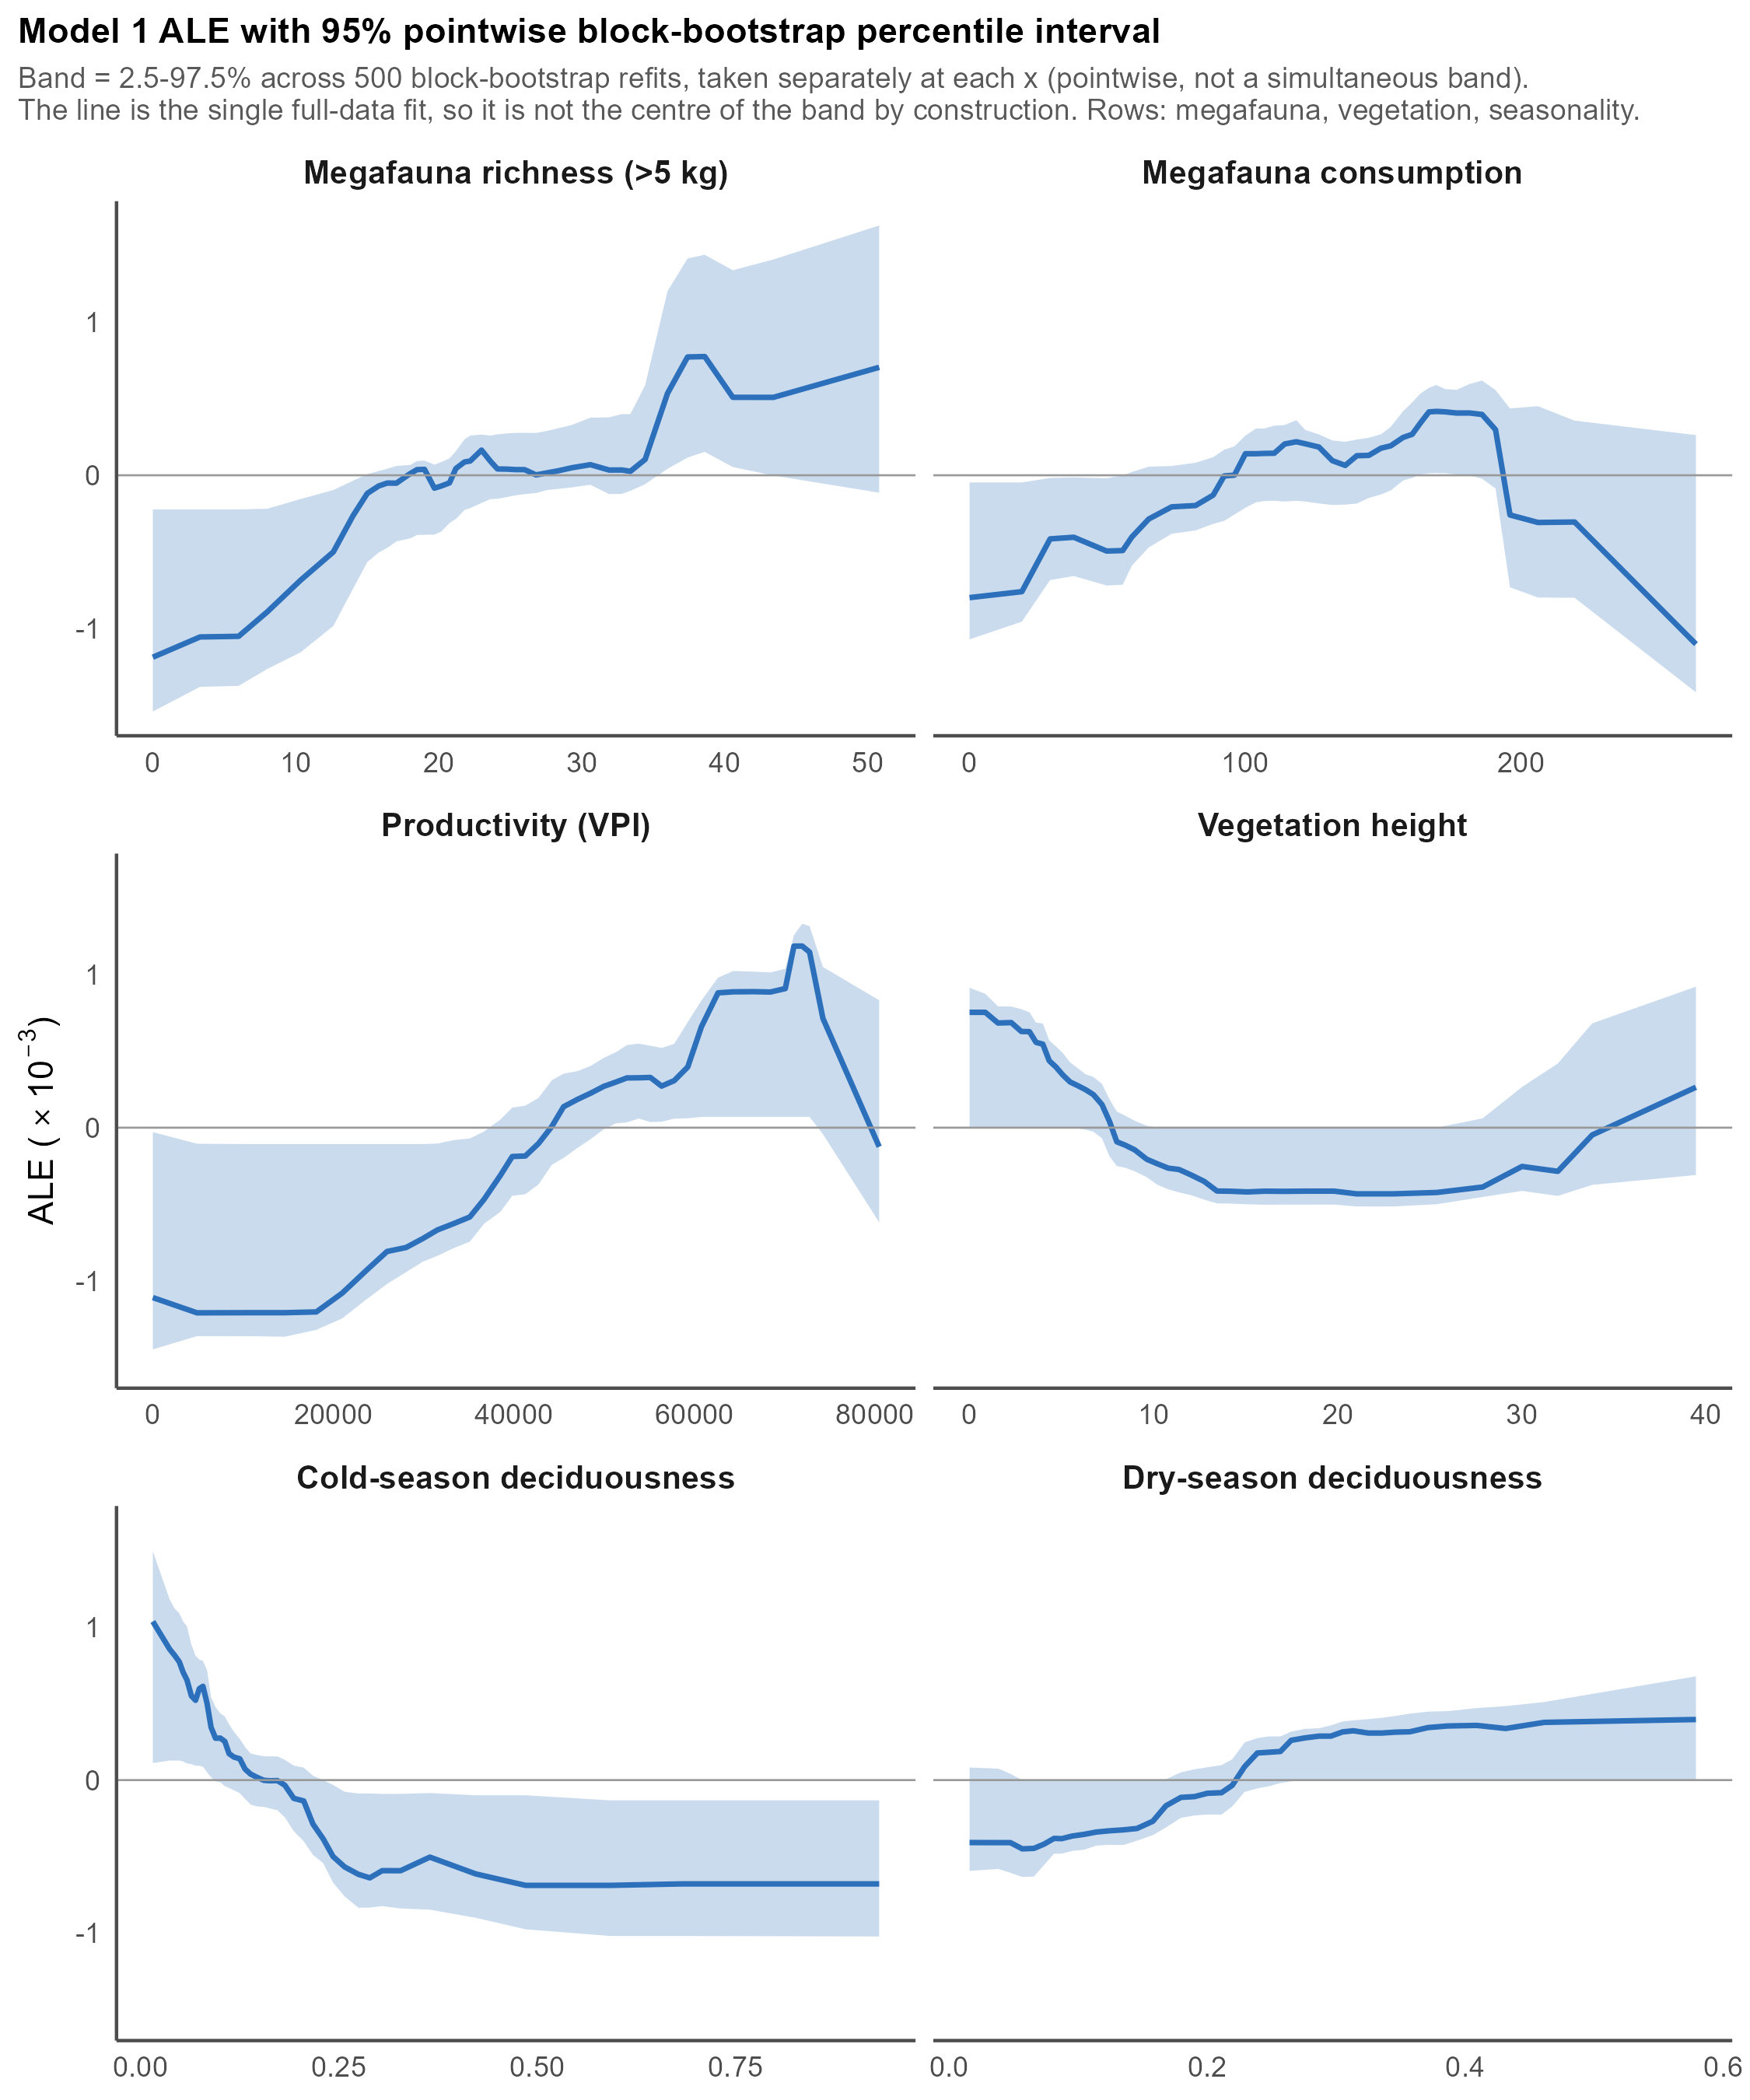 Model 1 ALE with 95% pointwise block-bootstrap percentile interval
Band = 2.5-97.5% across 500 block-bootstrap refits, taken separately at each x (pointwise, not a simultaneous band).
The line is the single full-data fit, so it is not the centre of the band by construction. Rows: megafauna, vegetation, seasonality.
Megafauna richness (>5 kg)
1
0
-1
0 10 20 30 40 50
Megafauna consumption
0 100 200
Productivity (VPI)
ALE ( × 10⁻³)
1
0
-1
0 20000 40000 60000 80000
Vegetation height
0 10 20 30 40
Cold-season deciduousness
1
0
-1
0.00 0.25 0.50 0.75
Dry-season deciduousness
0.0 0.2 0.4 0.6